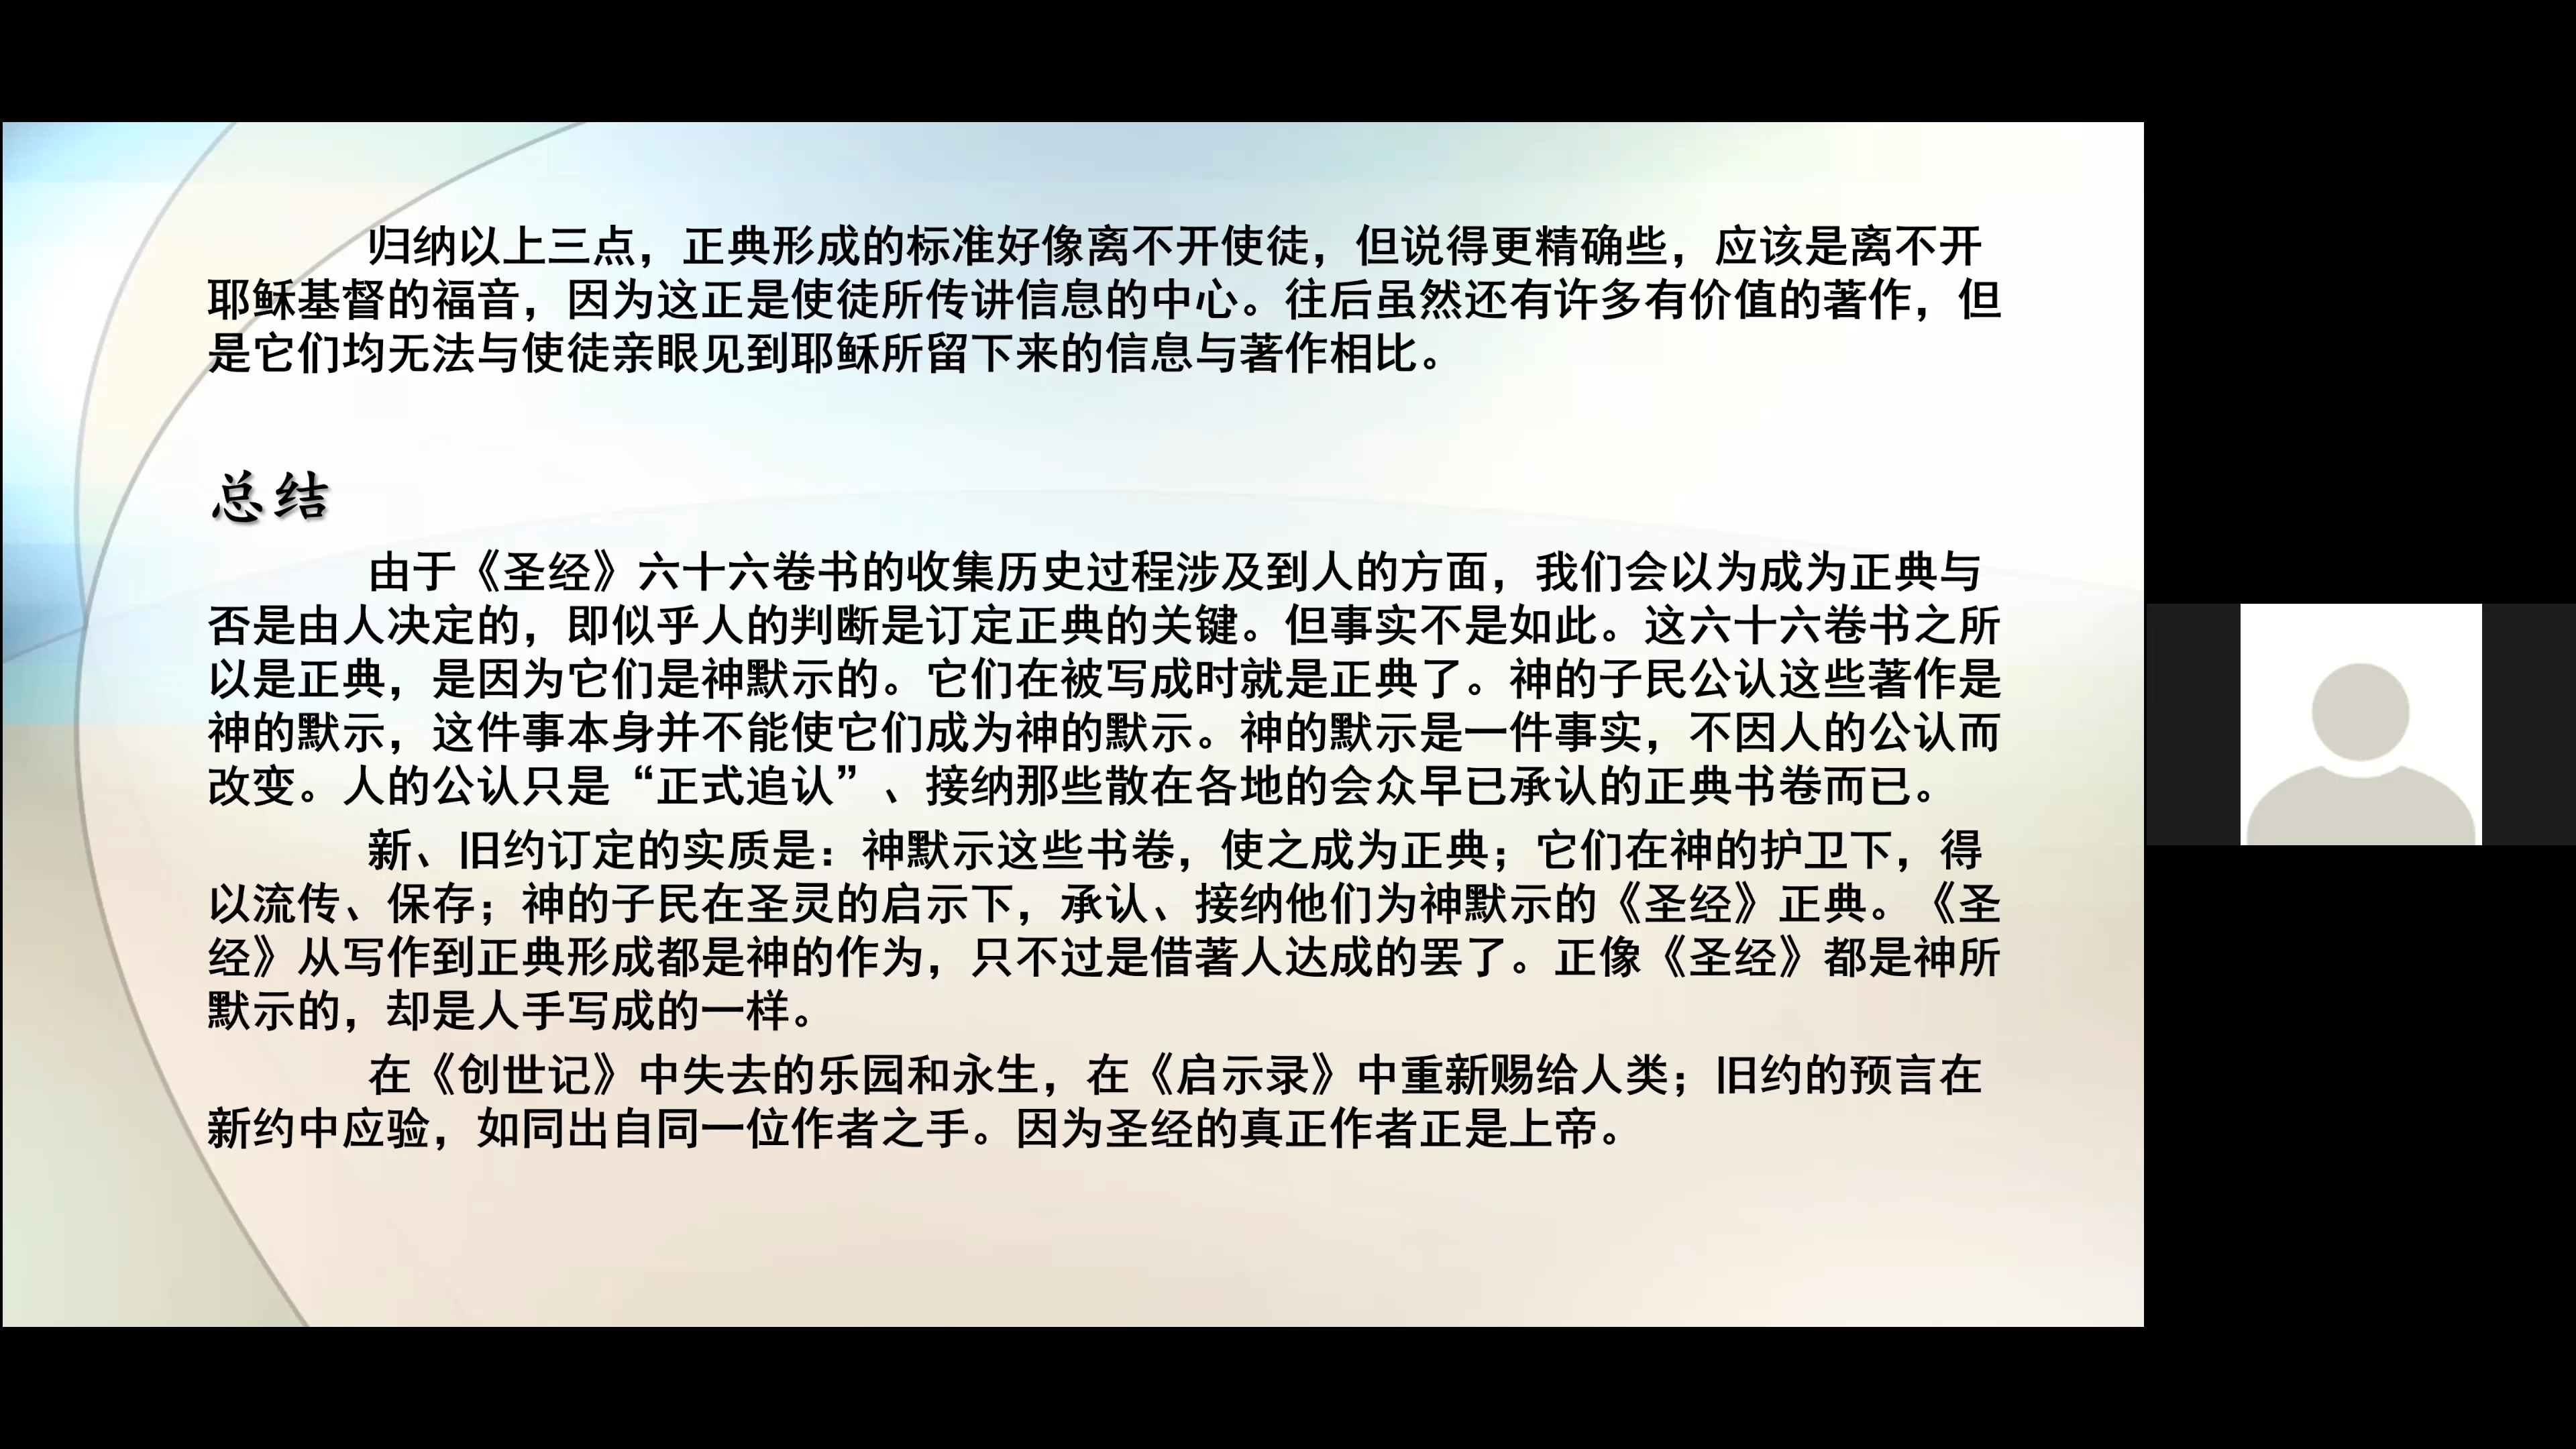 归纳以上三点，正典形成的标准好像离不开使徒，但说得更精确些，应该是离不开
耶稣基督的福音，因为这正是使徒所传讲信息的中心。往后虽然还有许多有价值的著作，但
是它们均无法与使徒亲眼见到耶稣所留下来的信息与著作相比。
总结
由于《圣经》六十六卷书的收集历史过程涉及到人的方面，我们会以为成为正典与
否是由人决定的，即似乎人的判断是订定正典的关键。但事实不是如此。这六十六卷书之所
以是正典，是因为它们是神默示的。它们在被写成时就是正典了。神的子民公认这些著作是
神的默示，这件事本身并不能使它们成为神的默示。神的默示是一件事实，不因人的公认而
改变。人的公认只是“正式追认”、接纳那些散在各地的会众早已承认的正典书卷而已。
新、旧约订定的实质是：神默示这些书卷，使之成为正典；它们在神的护卫下，得
以流传、保存；神的子民在圣灵的启示下，承认、接纳他们为神默示的《圣经》正典。《圣
经》从写作到正典形成都是神的作为，只不过是借著人达成的罢了。正像《圣经》都是神所
默示的，却是人手写成的一样。
在《创世记》中失去的乐园和永生，在《启示录》中重新赐给人类；旧约的预言在
新约中应验，如同出自同一位作者之手。因为圣经的真正作者正是上帝。